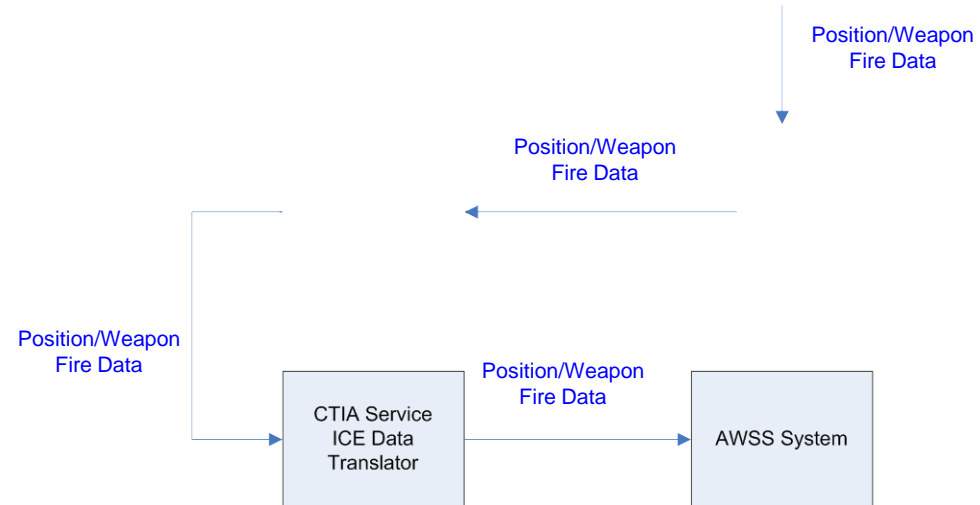 Position/Weapon
Fire Data
Position/Weapon
Fire Data
Position/Weapon
Fire Data
Position/Weapon
Fire Data
CTIA Service
ICE Data
Translator
AWSS System